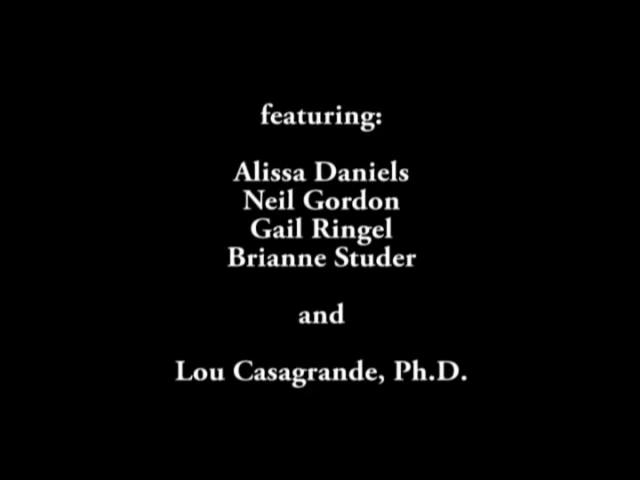 featuring:
Alissa Daniels
Neil Gordon
Gail Ringel
Brianne Studer
and
Lou Casagrande, Ph.D.